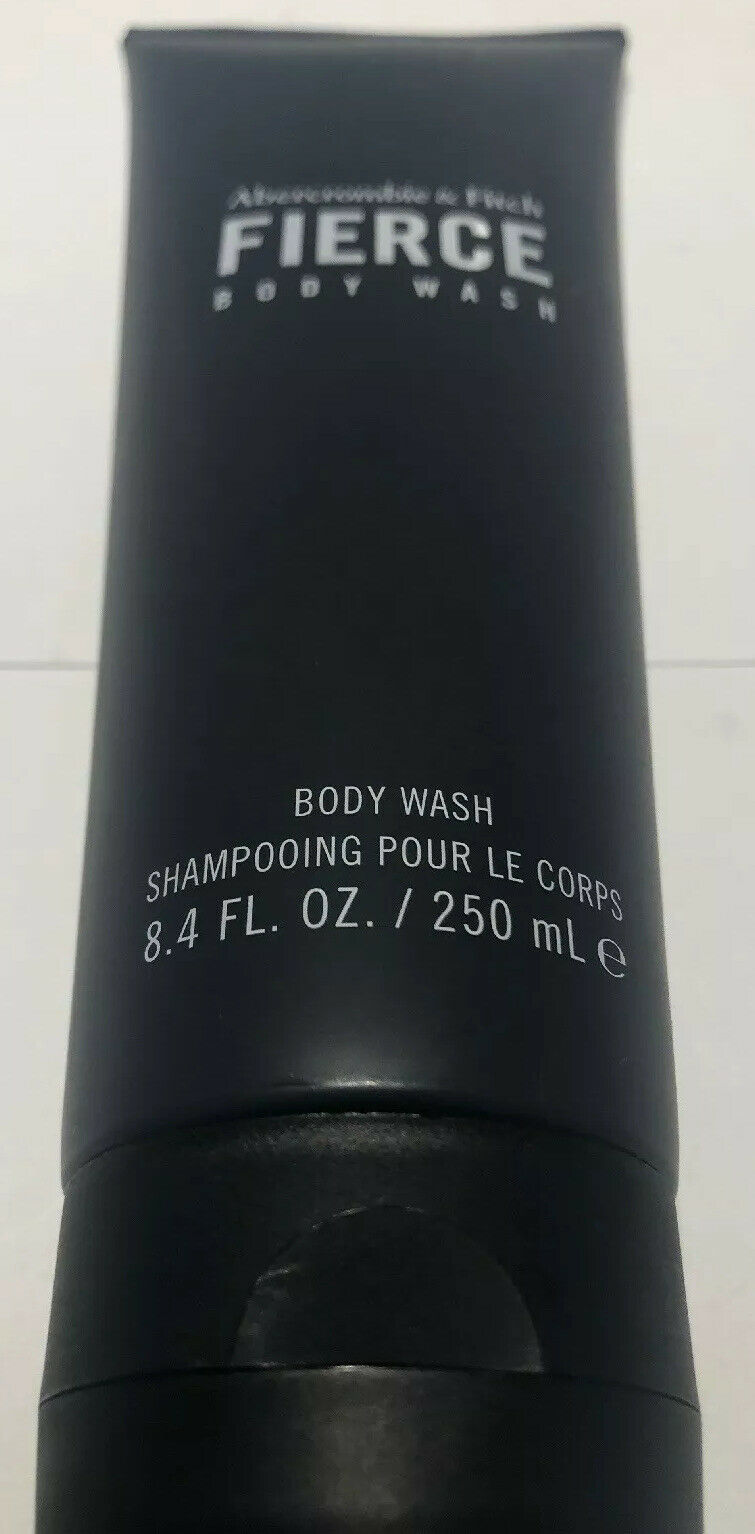 Abercrombie & Fitch
FIERCE
BODY WASH
BODY WASH
SHAMPOOING POUR LE CORPS
8.4 FL. OZ. / 250 mL ℮